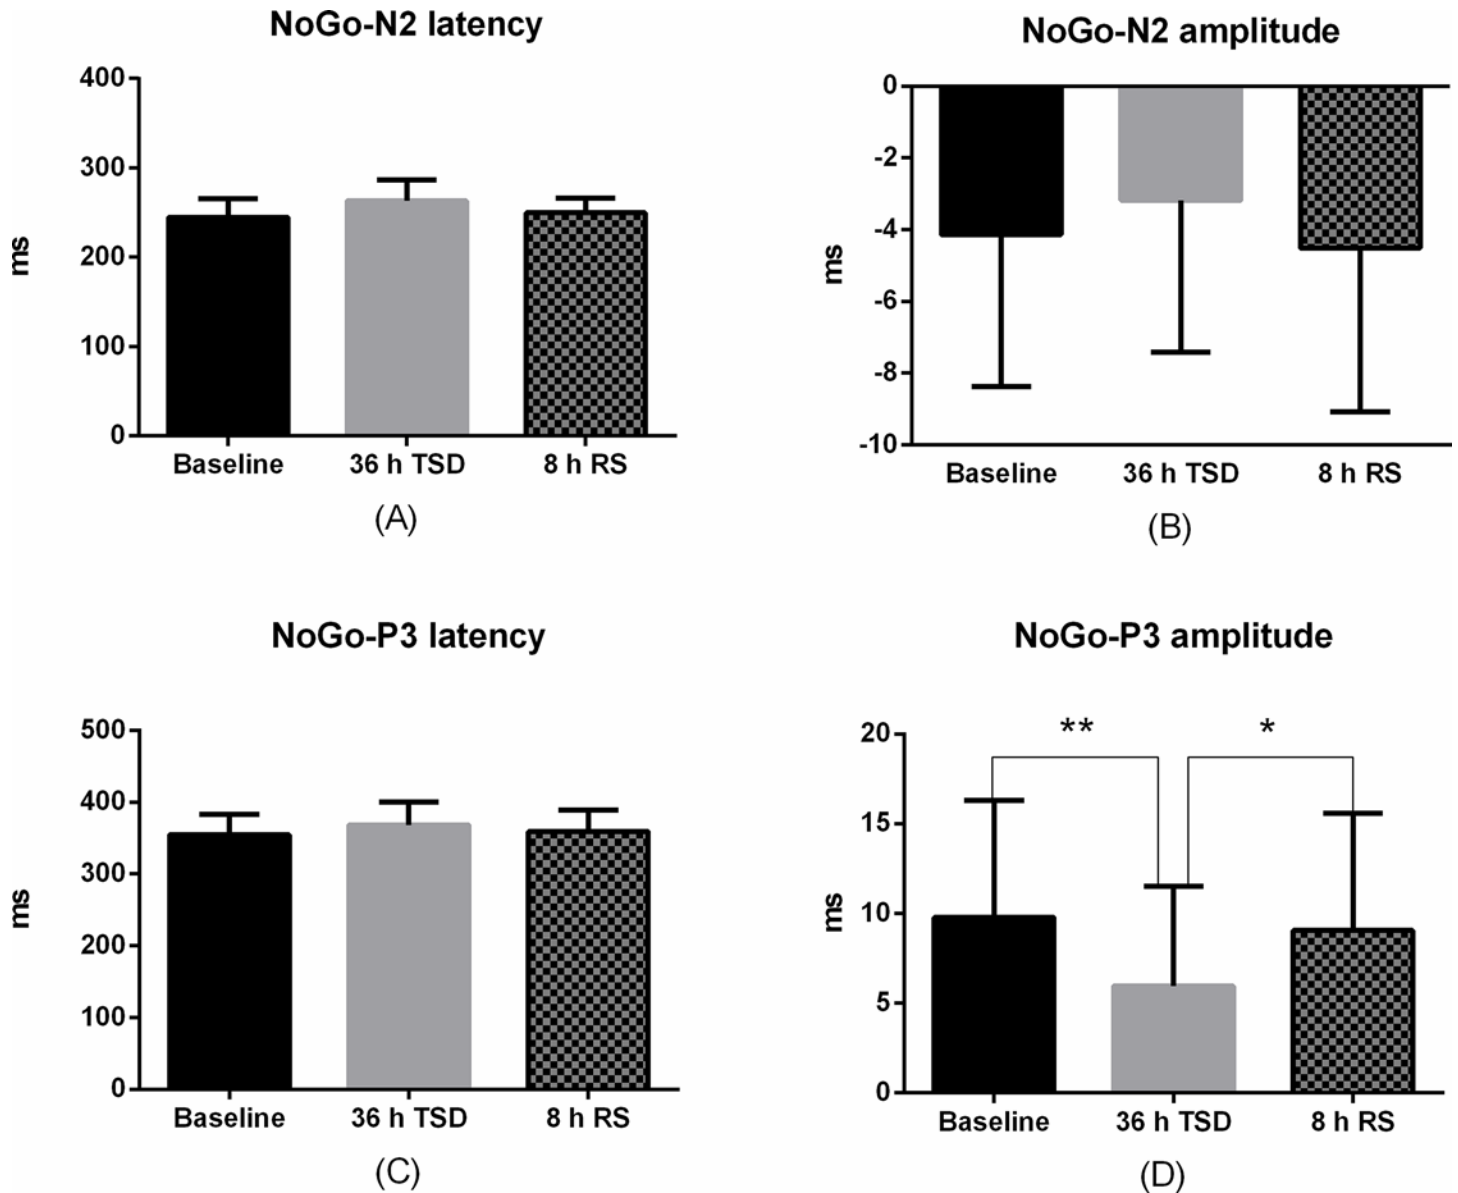 NoGo-N2 latency
400
300
200
100
0
ms
Baseline 36 h TSD 8 h RS
(A)
NoGo-N2 amplitude
0
-2
-4
-6
-8
-10
ms
Baseline 36 h TSD 8 h RS
(B)
NoGo-P3 latency
500
400
300
200
100
0
ms
Baseline 36 h TSD 8 h RS
(C)
NoGo-P3 amplitude
** *
20
15
10
5
0
ms
Baseline 36 h TSD 8 h RS
(D)